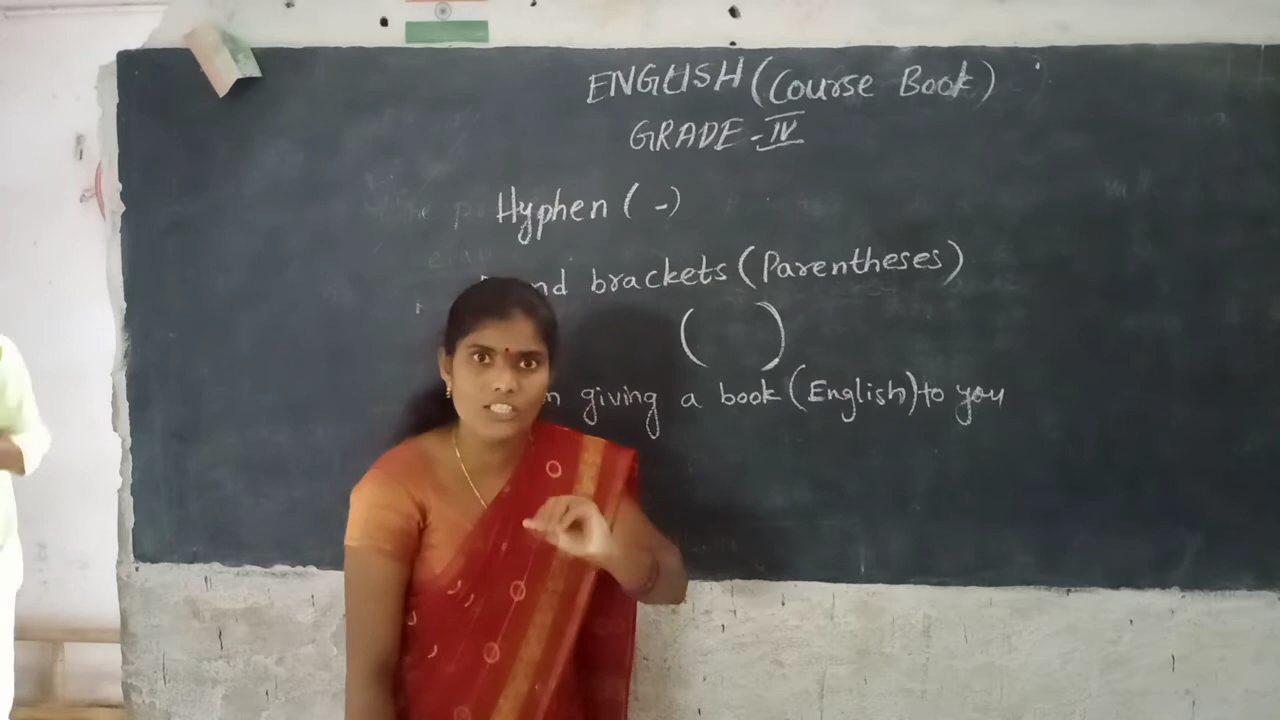 ENGLISH (Course Book)
GRADE - IV
Hyphen (-)
brackets (Parentheses)
( )
giving a book (English) to you